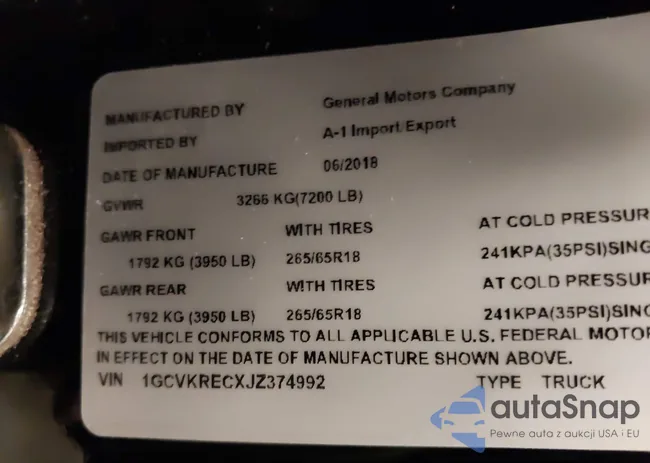 MANUFACTURED BY General Motors Company
IMPORTED BY A-1 Import/Export
DATE OF MANUFACTURE 06/2018
GVWR 3266 KG(7200 LB)
GAWR FRONT WITH TIRES AT COLD PRESSUR
1792 KG (3950 LB) 265/65R18 241KPA(35PSI)SING
GAWR REAR WITH TIRES AT COLD PRESSUR
1792 KG (3950 LB) 265/65R18 241KPA(35PSI)SING
THIS VEHICLE CONFORMS TO ALL APPLICABLE U.S. FEDERAL MOTOR
IN EFFECT ON THE DATE OF MANUFACTURE SHOWN ABOVE.
VIN 1GCVKRECXJZ374992 TYPE TRUCK
autaSnap
Pewne auta z aukcji USA i EU